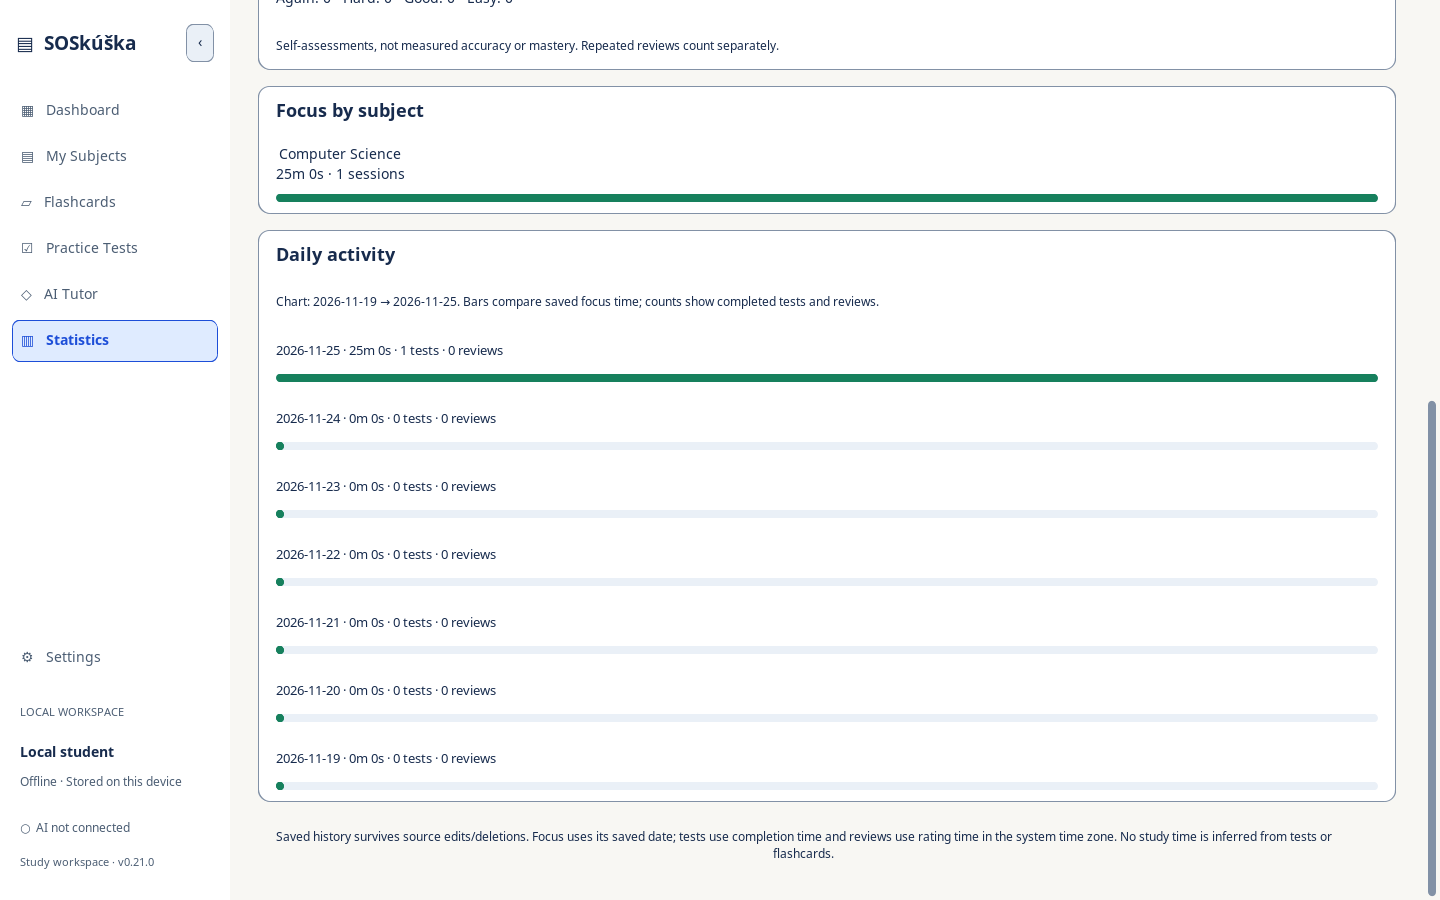 SOSkúška
Dashboard
My Subjects
Flashcards
Practice Tests
AI Tutor
Statistics
Settings
LOCAL WORKSPACE
Local student
Offline · Stored on this device
AI not connected
Study workspace · v0.21.0
Again: 0 · Hard: 0 · Good: 0 · Easy: 0
Self-assessments, not measured accuracy or mastery. Repeated reviews count separately.
Focus by subject
Computer Science
25m 0s · 1 sessions
Daily activity
Chart: 2026-11-19 → 2026-11-25. Bars compare saved focus time; counts show completed tests and reviews.
2026-11-25 · 25m 0s · 1 tests · 0 reviews
2026-11-24 · 0m 0s · 0 tests · 0 reviews
2026-11-23 · 0m 0s · 0 tests · 0 reviews
2026-11-22 · 0m 0s · 0 tests · 0 reviews
2026-11-21 · 0m 0s · 0 tests · 0 reviews
2026-11-20 · 0m 0s · 0 tests · 0 reviews
2026-11-19 · 0m 0s · 0 tests · 0 reviews
Saved history survives source edits/deletions. Focus uses its saved date; tests use completion time and reviews use rating time in the system time zone. No study time is inferred from tests or
flashcards.